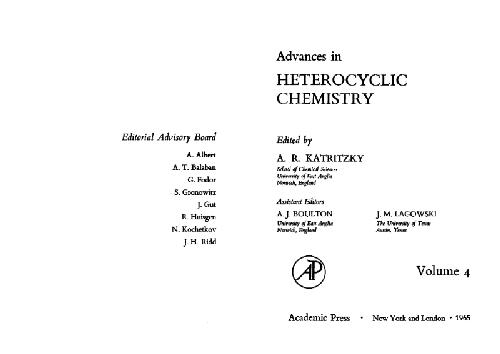 Editorial Advisory Board
A. Albert
A. T. Balaban
G. Fodor
S. Gronowitz
J. Gut
R. Huisgen
N. Kochetkov
J. H. Ridd
Advances in
HETEROCYCLIC
CHEMISTRY
Edited by
A. R. KATRITZKY
School of Chemical Sciences
University of East Anglia
Norwich, England
Assistant Editors
A. J. BOULTON
University of East Anglia
Norwich, England
J. M. LAGOWSKI
The University of Texas
Austin, Texas
AP
Volume 4
Academic Press • New York and London • 1965